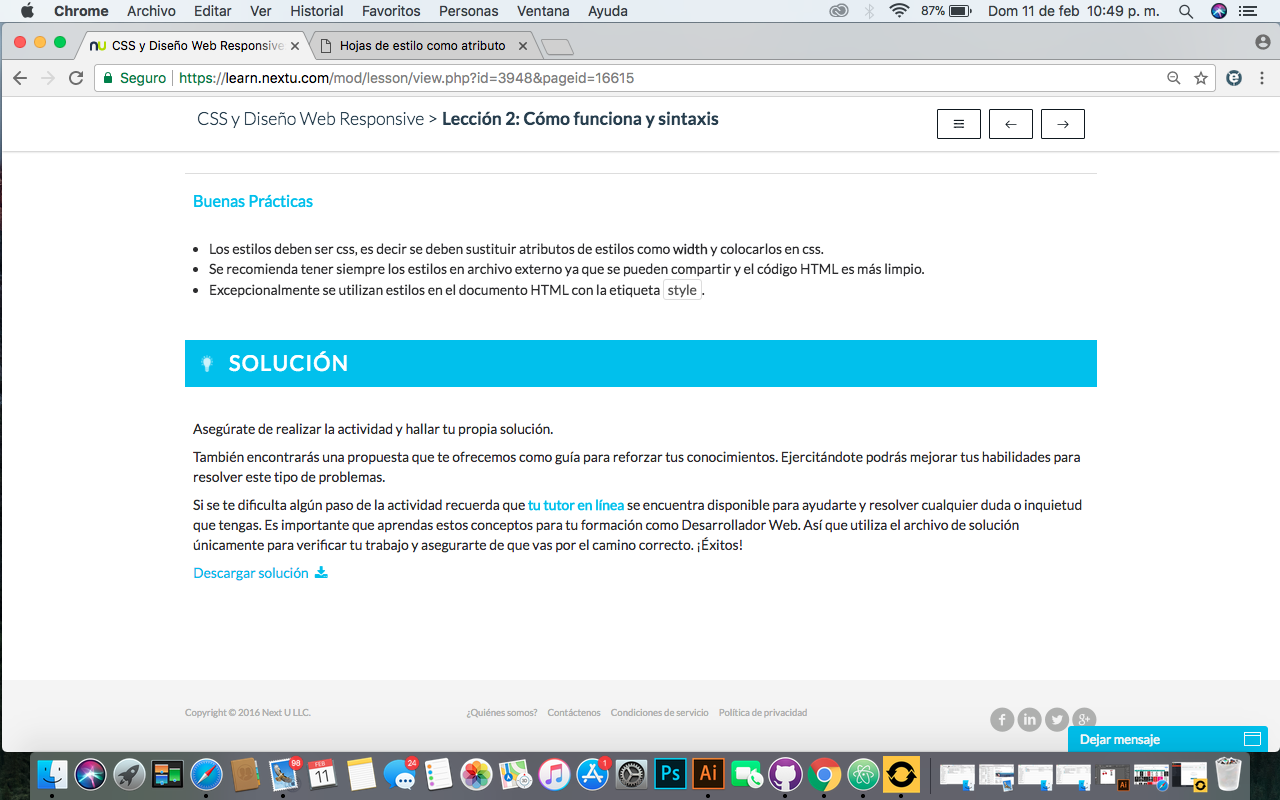 Chrome Archivo Editar Ver Historial Favoritos Personas Ventana Ayuda 87% Dom 11 de feb 10:49 p. m.
nu CSS y Diseño Web Responsive Hojas de estilo como atributo
Seguro https://learn.nextu.com/mod/lesson/view.php?id=3948&pageid=16615
CSS y Diseño Web Responsive > Lección 2: Cómo funciona y sintaxis
Buenas Prácticas
• Los estilos deben ser css, es decir se deben sustituir atributos de estilos como width y colocarlos en css.
• Se recomienda tener siempre los estilos en archivo externo ya que se pueden compartir y el código HTML es más limpio.
• Excepcionalmente se utilizan estilos en el documento HTML con la etiqueta style.
SOLUCIÓN
Asegúrate de realizar la actividad y hallar tu propia solución.
También encontrarás una propuesta que te ofrecemos como guía para reforzar tus conocimientos. Ejercitándote podrás mejorar tus habilidades para
resolver este tipo de problemas.
Si se te dificulta algún paso de la actividad recuerda que tu tutor en línea se encuentra disponible para ayudarte y resolver cualquier duda o inquietud
que tengas. Es importante que aprendas estos conceptos para tu formación como Desarrollador Web. Así que utiliza el archivo de solución
únicamente para verificar tu trabajo y asegurarte de que vas por el camino correcto. ¡Éxitos!
Descargar solución
Copyright © 2016 Next U LLC. ¿Quiénes somos? Contáctenos Condiciones de servicio Política de privacidad
Dejar mensaje
98 FEB 11 24 1 Ps Ai